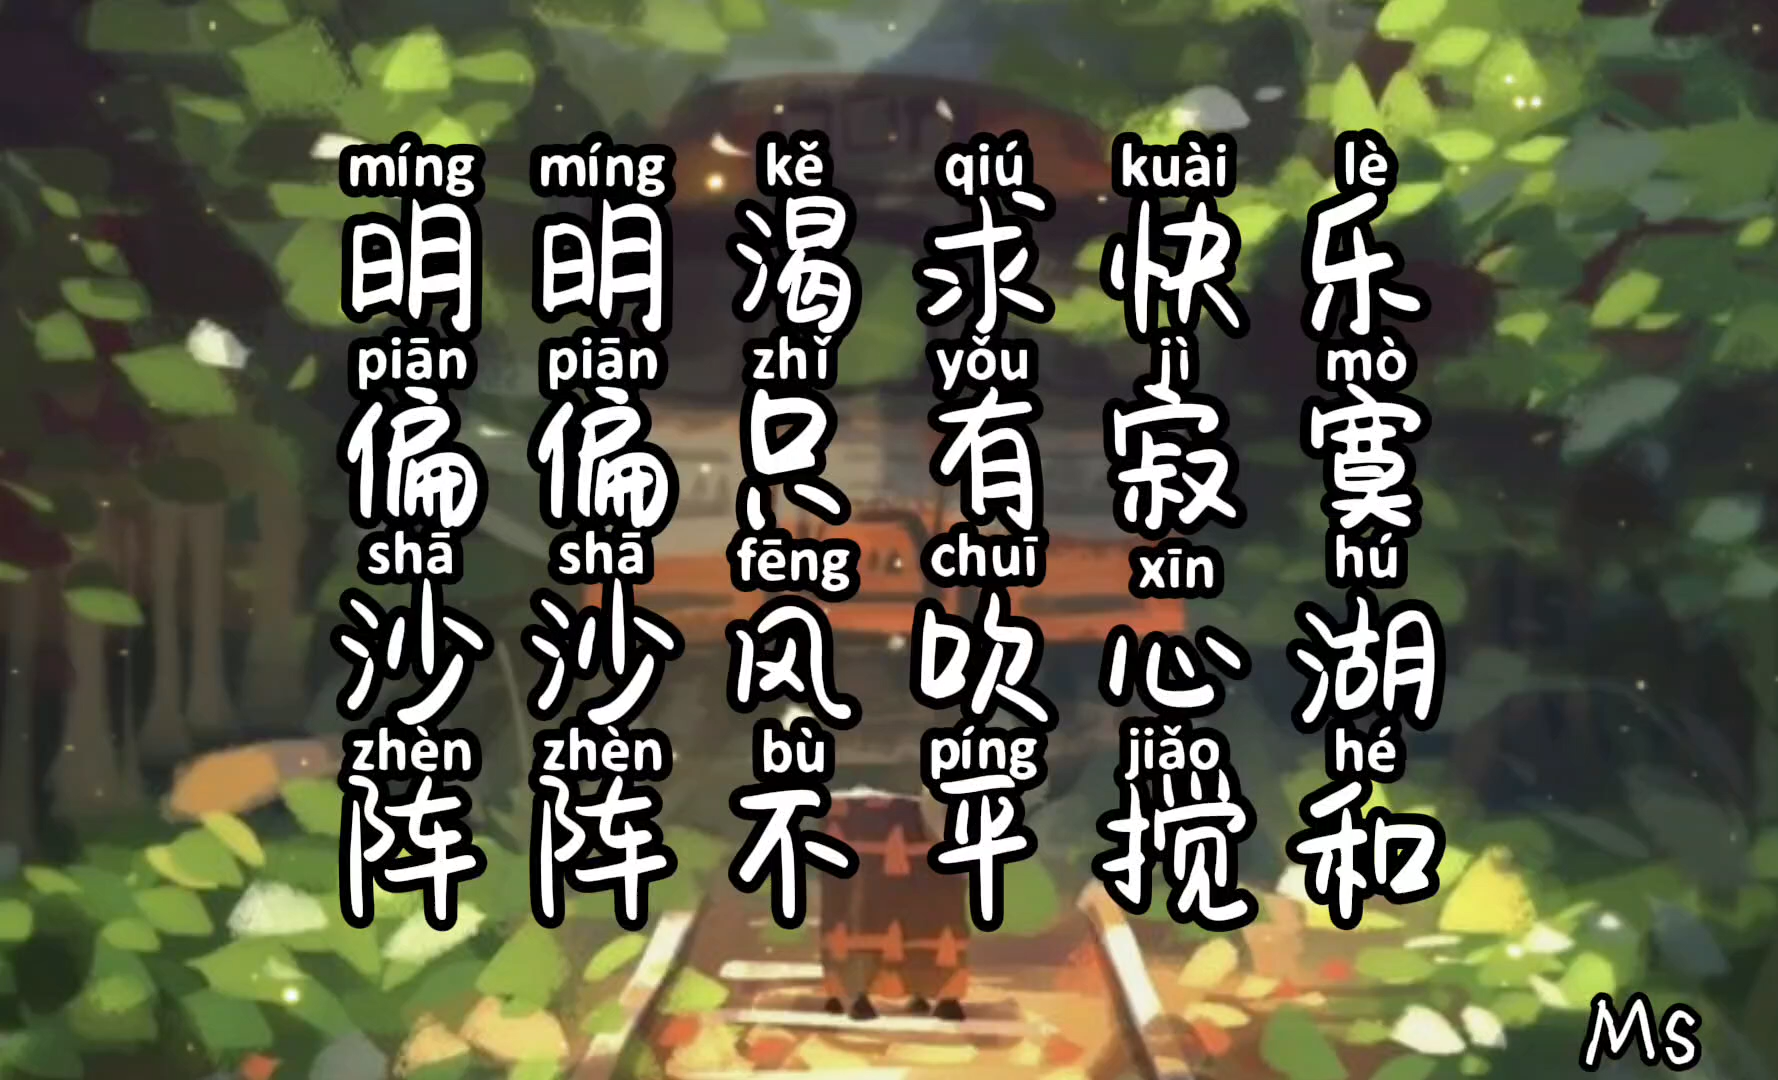 míng míng kě qiú kuài lè
明明渴求快乐
piān piān zhǐ yǒu jì mò
偏偏只有寂寞
shā shā fēng chuī xīn hú
沙沙风吹心湖
zhèn zhèn bù píng jiǎo hé
阵阵不平搅和
Ms